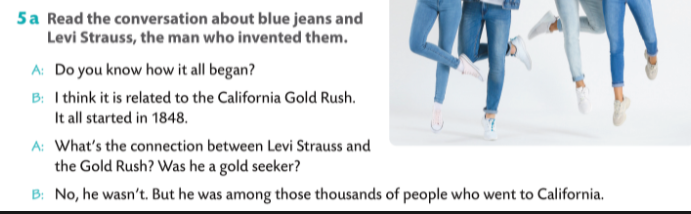 5a Read the conversation about blue jeans and
Levi Strauss, the man who invented them.
A: Do you know how it all began?
B: I think it is related to the California Gold Rush.
It all started in 1848.
A: What's the connection between Levi Strauss and
the Gold Rush? Was he a gold seeker?
B: No, he wasn't. But he was among those thousands of people who went to California.